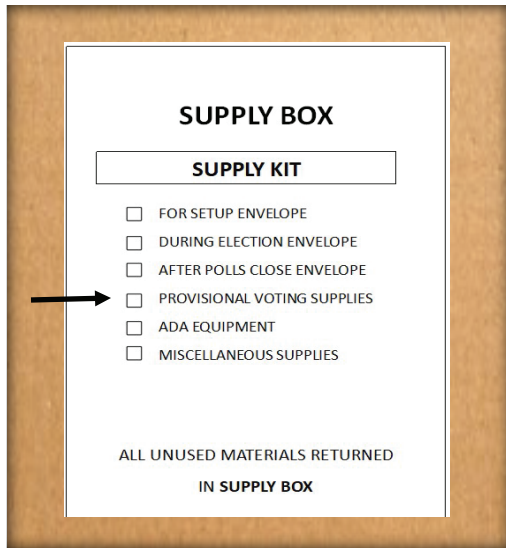 SUPPLY BOX
SUPPLY KIT
FOR SETUP ENVELOPE
DURING ELECTION ENVELOPE
AFTER POLLS CLOSE ENVELOPE
PROVISIONAL VOTING SUPPLIES
ADA EQUIPMENT
MISCELLANEOUS SUPPLIES
ALL UNUSED MATERIALS RETURNED
IN SUPPLY BOX